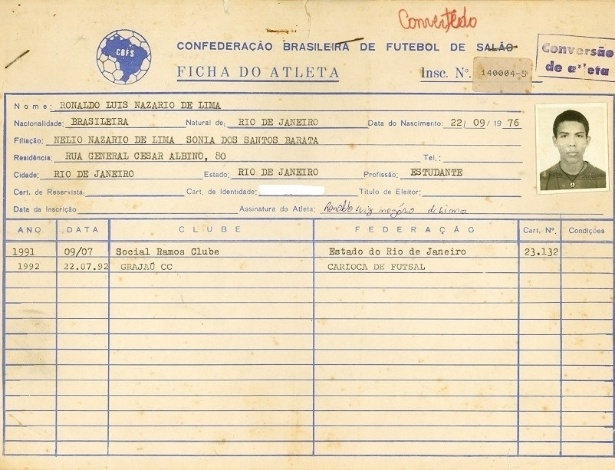 Convertido
CBFS
CONFEDERAÇÃO BRASILEIRA DE FUTEBOL DE SALÃO
Conversão
de a""eta
FICHA DO ATLETA
Insc. Nº. 140004-5
Nome: RONALDO LUIS NAZARIO DE LIMA
Nacionalidade: BRASILEIRA Natural de: RIO DE JANEIRO Data do Nascimento: 22/ 09/ 19 76
Filiação: NELIO NAZARIO DE LIMA SONIA DOS SANTOS BARATA
Residência: RUA GENERAL CESAR ALBINO, 80 Tel.:
Cidade: RIO DE JANEIRO Estado: RIO DE JANEIRO Profissão: ESTUDANTE
Cert. de Reservista: Cart. de Identidade: Título de Eleitor:
Data da Inscrição Assinatura do Atleta: Ronaldo Luiz nazário de Lima
ANO DATA CLUBE FEDERAÇÃO Cart. Nº. Condições
1991 09/07 Social Ramos Clube Estado do Rio de Janeiro 23.132
1992 22.07.92 GRAJAÚ CC CARIOCA DE FUTSAL